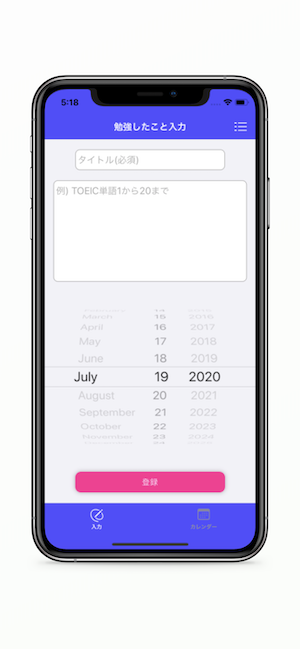 5:18
勉強したこと入力
タイトル(必須)
例) TOEIC単語1から20まで
March 15 2016
April 16 2017
May 17 2018
June 18 2019
July 19 2020
August 20 2021
September 21 2022
October 22 2023
November 23 2024
登録
入力 カレンダー